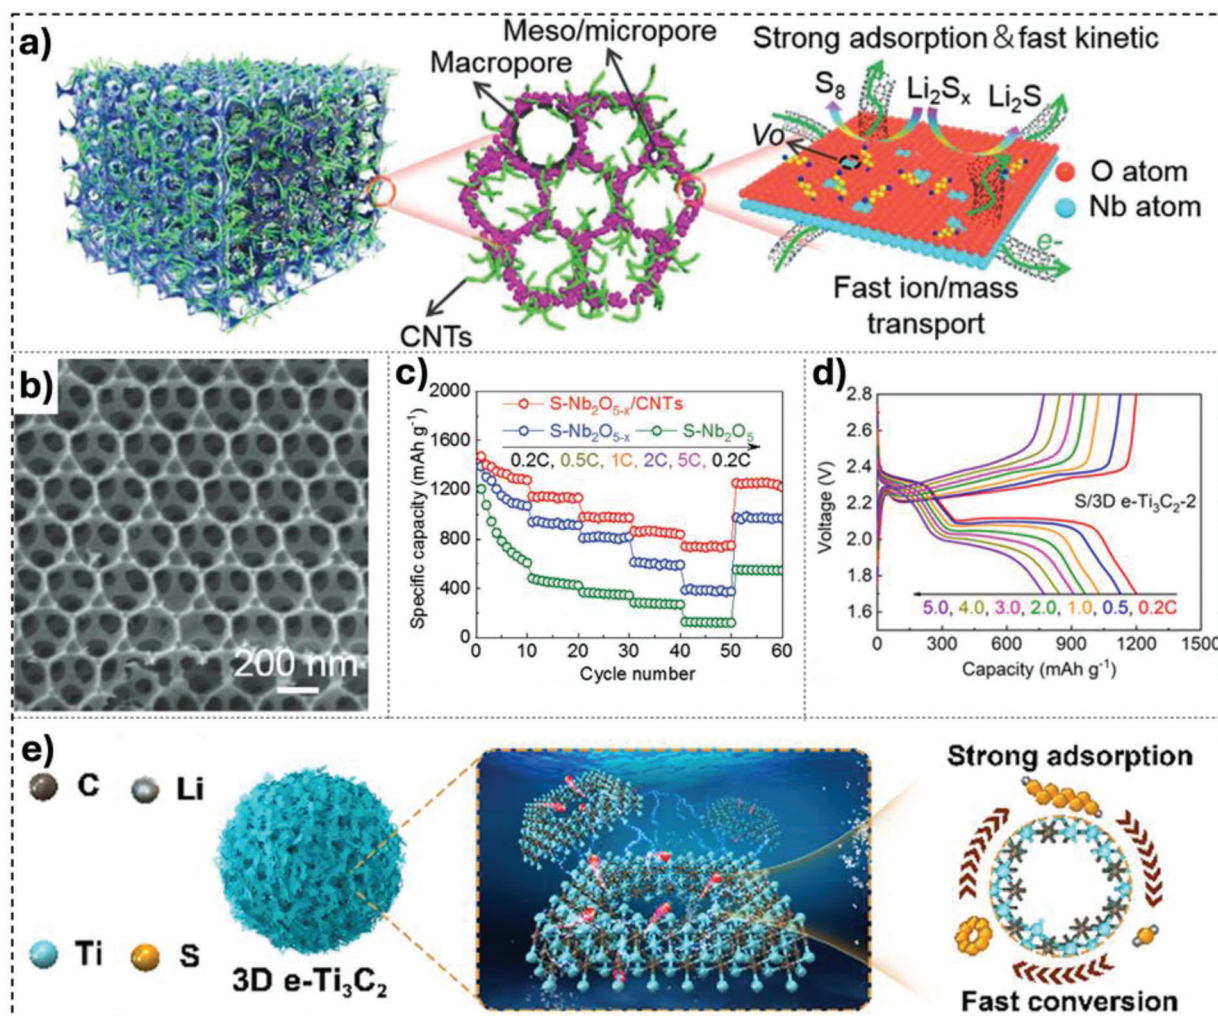 a)
Macropore
Meso/micropore
CNTs
Strong adsorption & fast kinetic
S8 Li2Sx Li2S
Vo
O atom
Nb atom
e-
Fast ion/mass
transport
b)
200 nm
c)
Specific capacity (mAh g-1)
2000
1600
1200
800
400
0
S-Nb2O5-x/CNTs
S-Nb2O5-x S-Nb2O5
0.2C, 0.5C, 1C, 2C, 5C, 0.2C
0 10 20 30 40 50 60
Cycle number
d)
Voltage (V)
2.8
2.6
2.4
2.2
2.0
1.8
1.6
S/3D e-Ti3C2-2
5.0, 4.0, 3.0, 2.0, 1.0, 0.5, 0.2C
0 300 600 900 1200 1500
Capacity (mAh g-1)
e)
C Li
Ti S
3D e-Ti3C2
Strong adsorption
Fast conversion